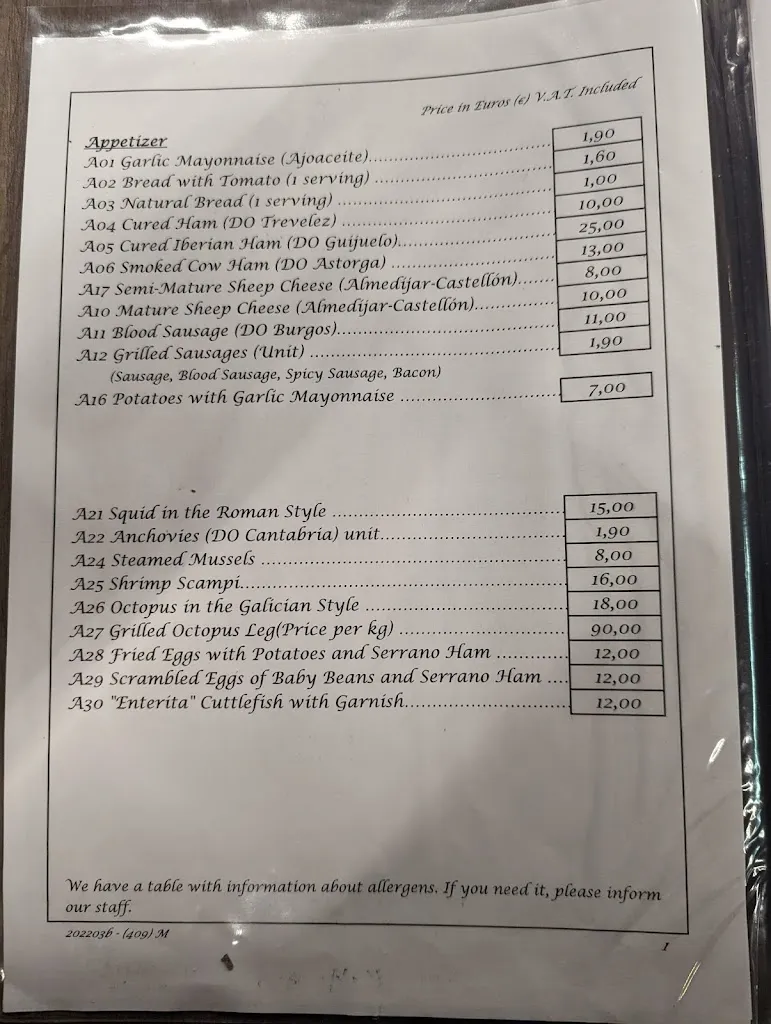 Price in Euros (€) V.A.T. Included
Appetizer
A01 Garlic Mayonnaise (Ajoaceite)........................................ 1,90
A02 Bread with Tomato (1 serving) ........................................ 1,60
A03 Natural Bread (1 serving) ........................................ 1,00
A04 Cured Ham (DO Trevelez) ........................................ 10,00
A05 Cured Iberian Ham (DO Guijuelo)........................................ 25,00
A06 Smoked Cow Ham (DO Astorga) ........................................ 13,00
A17 Semi-Mature Sheep Cheese (Almedijar-Castellón)...... 8,00
A10 Mature Sheep Cheese (Almedijar-Castellón)............... 10,00
A11 Blood Sausage (DO Burgos)........................................ 11,00
A12 Grilled Sausages (Unit) ........................................ 1,90
(Sausage, Blood Sausage, Spicy Sausage, Bacon)
A16 Potatoes with Garlic Mayonnaise ............................ 7,00
A21 Squid in the Roman Style ........................................ 15,00
A22 Anchovies (DO Cantabria) unit................................ 1,90
A24 Steamed Mussels ........................................ 8,00
A25 Shrimp Scampi........................................ 16,00
A26 Octopus in the Galician Style .................................. 18,00
A27 Grilled Octopus Leg(Price per kg) ............................ 90,00
A28 Fried Eggs with Potatoes and Serrano Ham ............ 12,00
A29 Scrambled Eggs of Baby Beans and Serrano Ham .... 12,00
A30 "Enterita" Cuttlefish with Garnish............................ 12,00
We have a table with information about allergens. If you need it, please inform
our staff.
202203b - (409) M
1